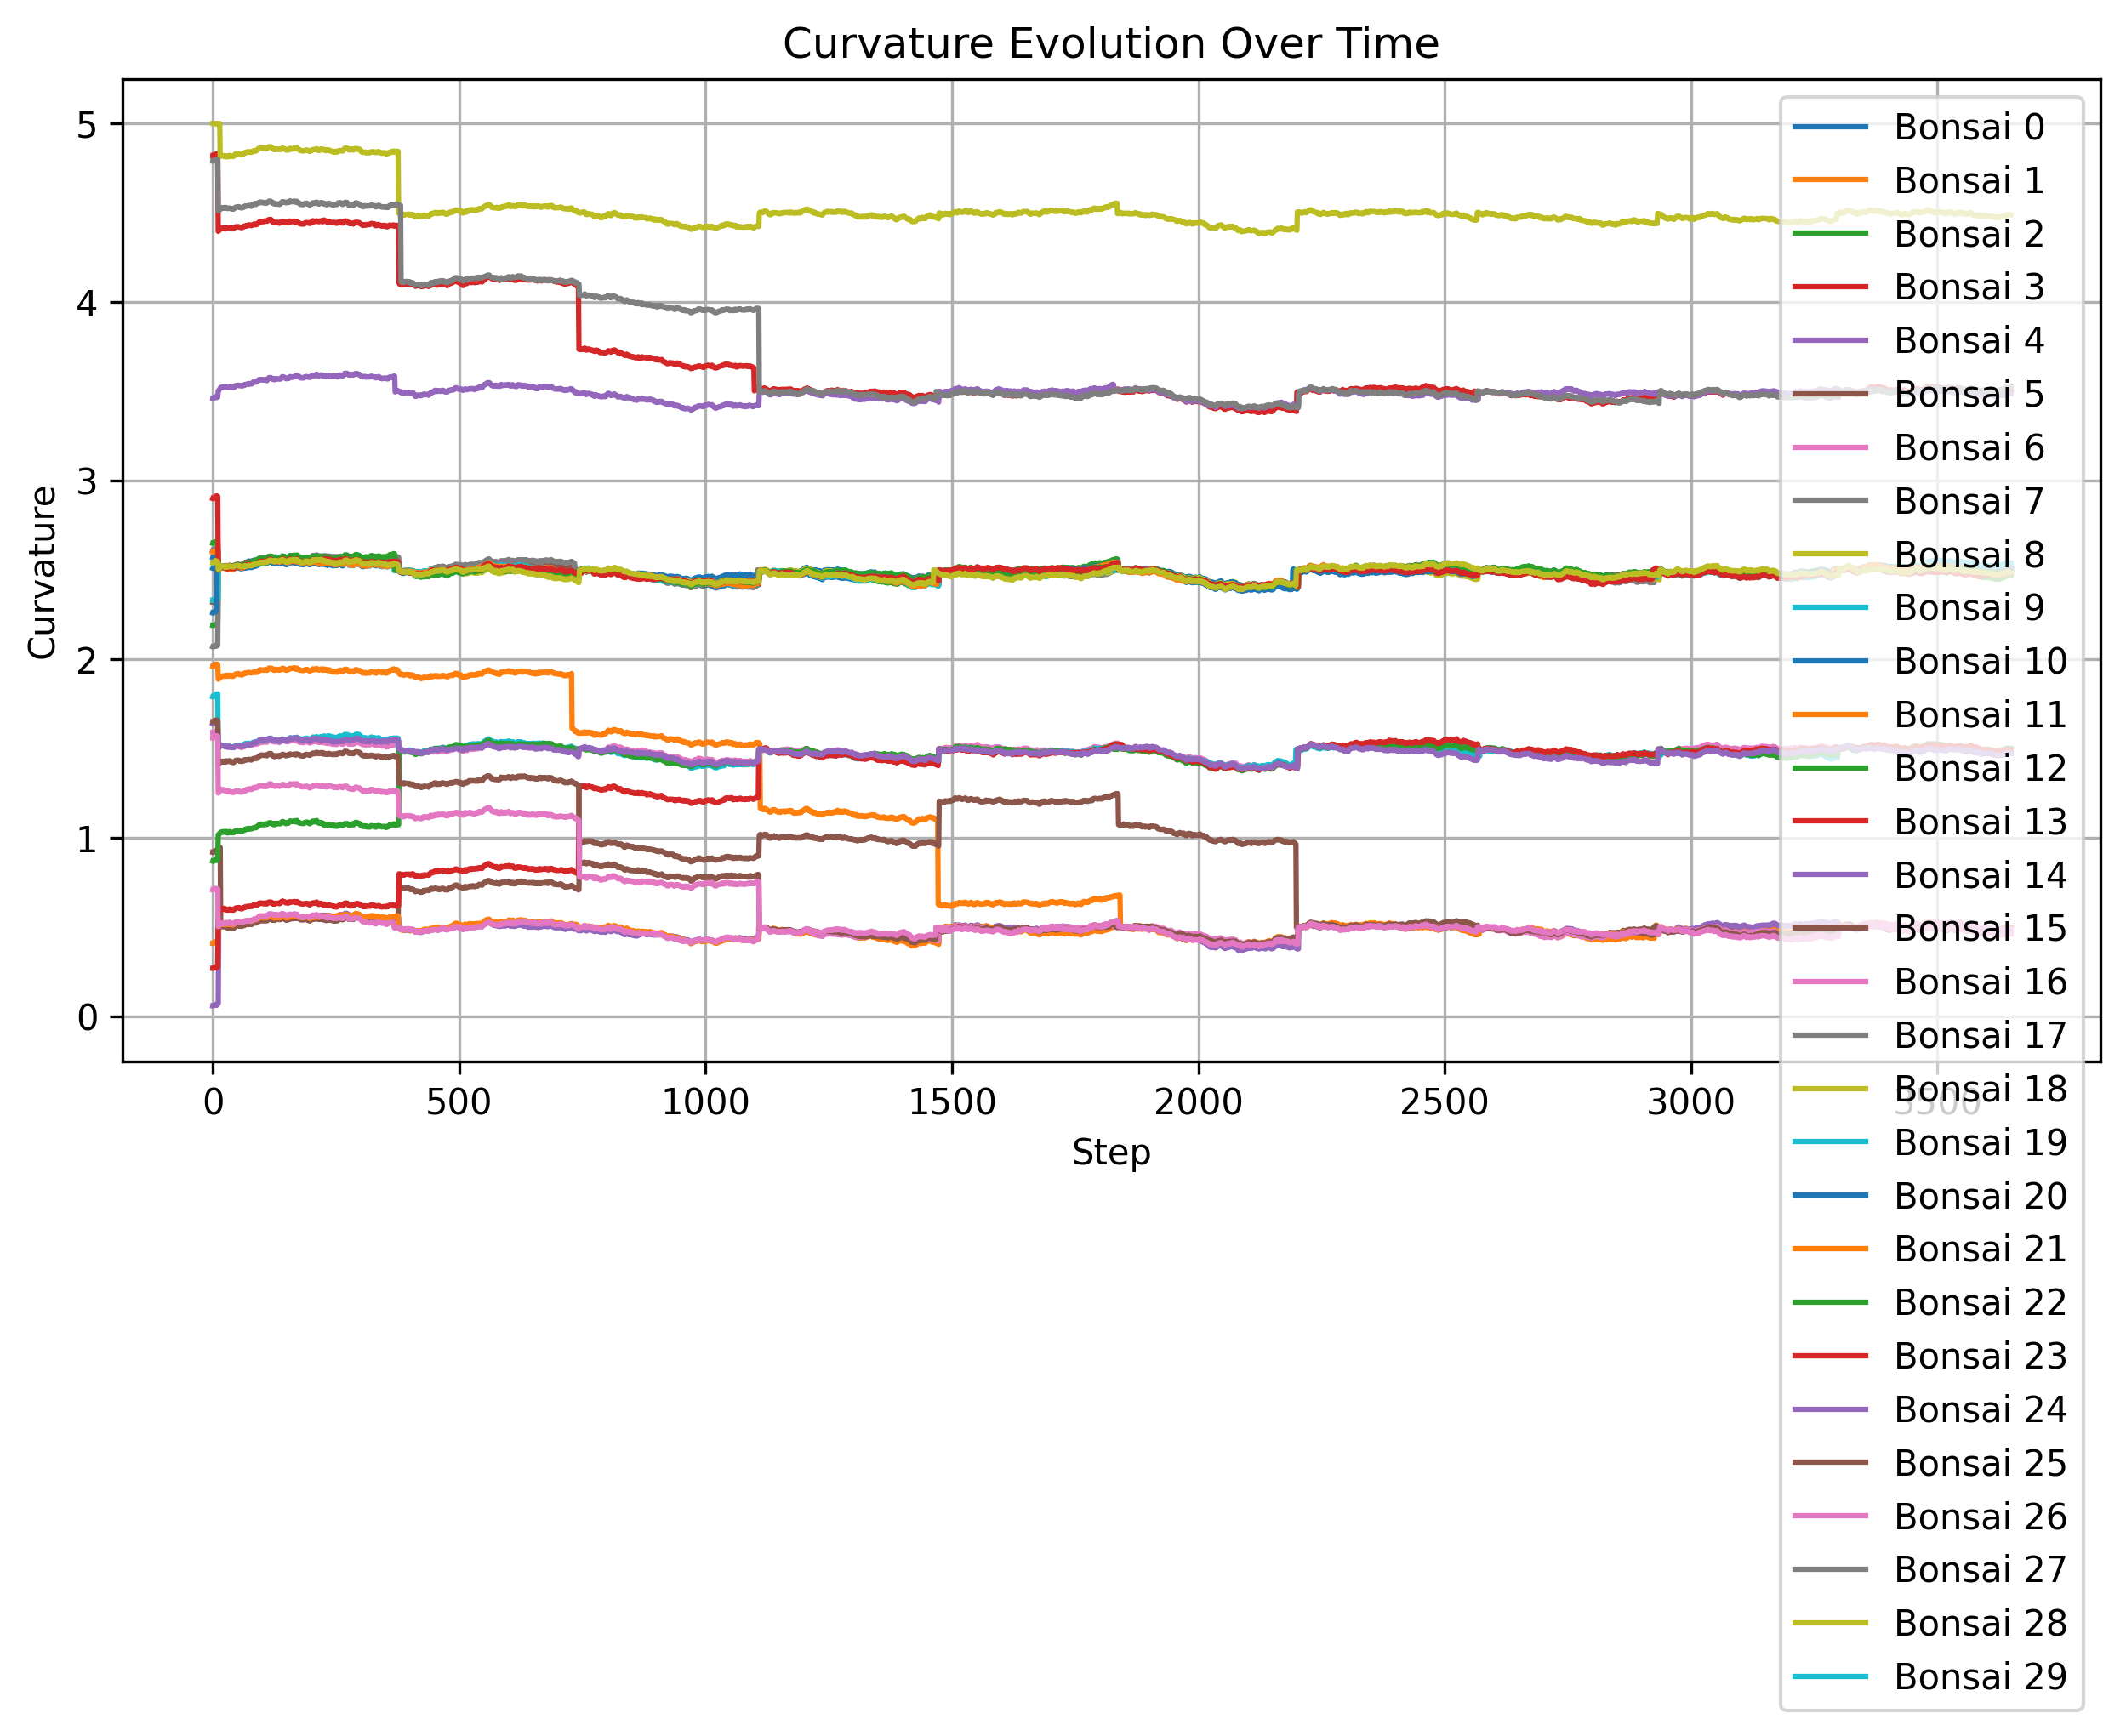 Curvature Evolution Over Time
Curvature
5
4
3
2
1
0
0
500
1000
1500
2000
2500
3000
3500
Step
Bonsai 0
Bonsai 1
Bonsai 2
Bonsai 3
Bonsai 4
Bonsai 5
Bonsai 6
Bonsai 7
Bonsai 8
Bonsai 9
Bonsai 10
Bonsai 11
Bonsai 12
Bonsai 13
Bonsai 14
Bonsai 15
Bonsai 16
Bonsai 17
Bonsai 18
Bonsai 19
Bonsai 20
Bonsai 21
Bonsai 22
Bonsai 23
Bonsai 24
Bonsai 25
Bonsai 26
Bonsai 27
Bonsai 28
Bonsai 29